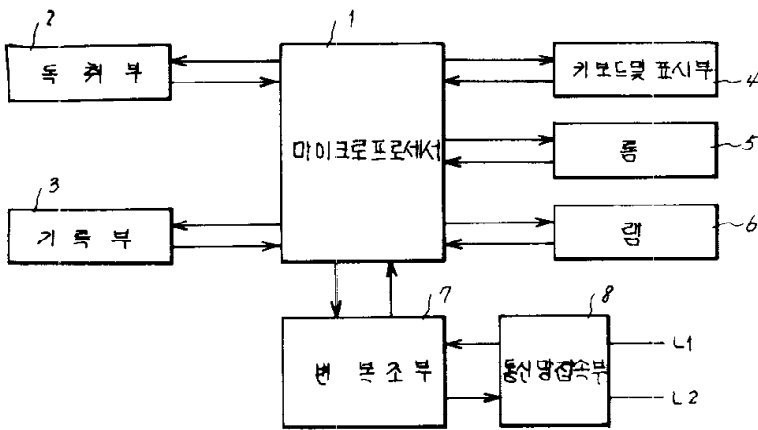 2
독취부
1
마이크로프로세서
키보드및 표시부
4
롬
5
3
기록부
램
6
7
변복조부
8
통신망접속부
L1
L2